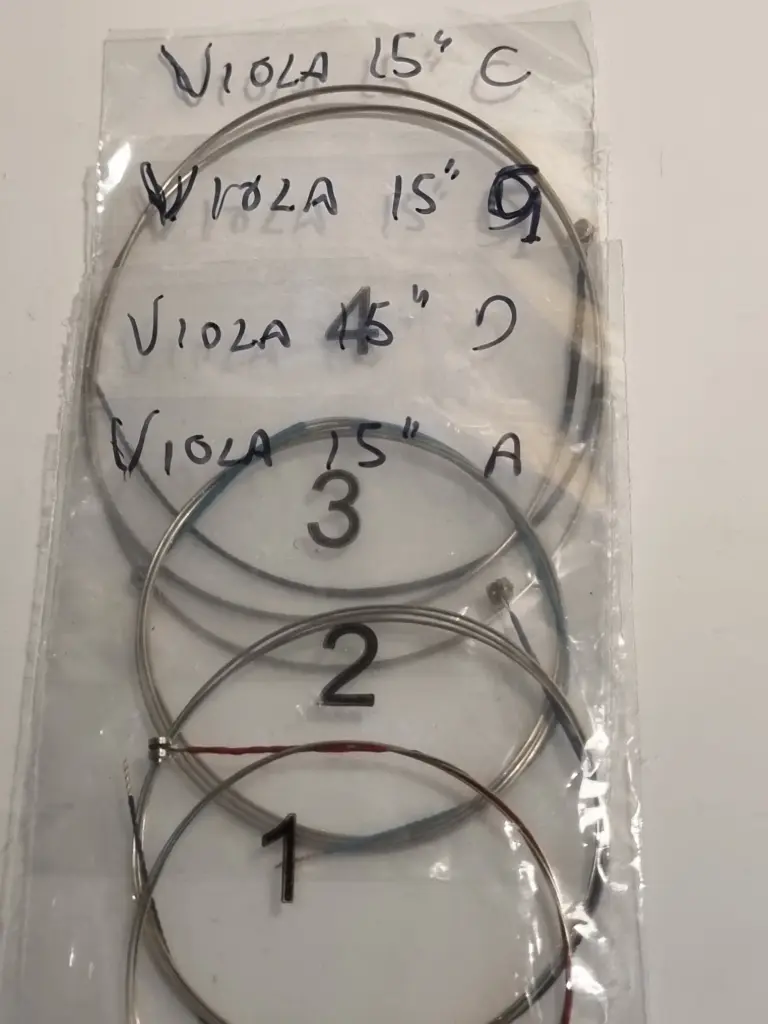 VIOLA 15" C
VIOLA 15" G
4
VIOLA 15" D
VIOLA 15" A
3
2
1